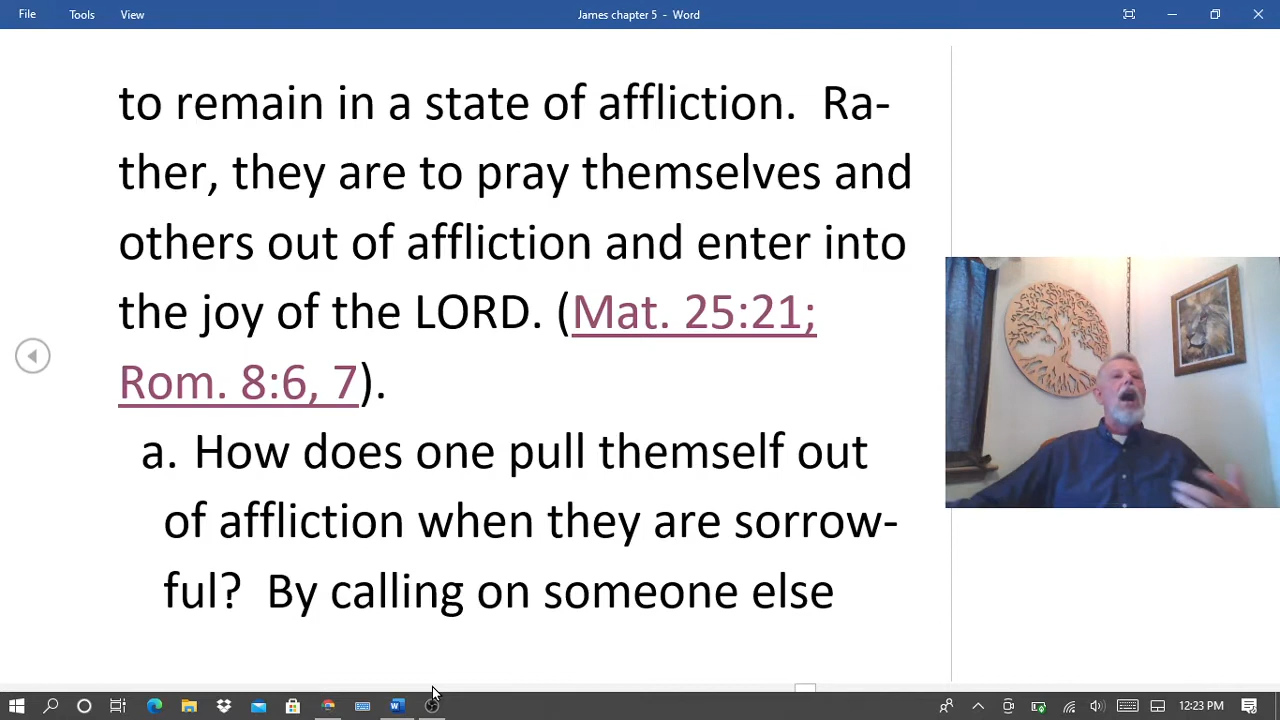 File Tools View James chapter 5 - Word
to remain in a state of affliction. Ra-
ther, they are to pray themselves and
others out of affliction and enter into
the joy of the LORD. (Mat. 25:21;
Rom. 8:6, 7).
a. How does one pull themself out
of affliction when they are sorrow-
ful? By calling on someone else
12:23 PM